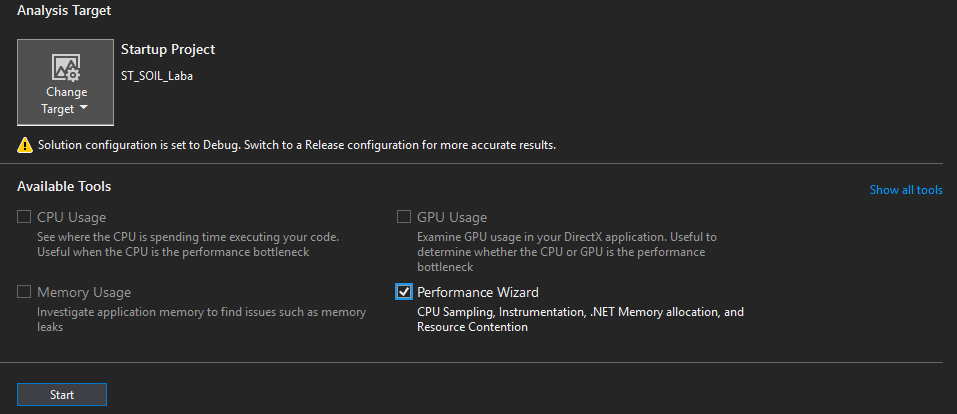 Analysis Target
Change
Target
Startup Project
ST_SOIL_Laba
Solution configuration is set to Debug. Switch to a Release configuration for more accurate results.
Available Tools
Show all tools
CPU Usage
See where the CPU is spending time executing your code.
Useful when the CPU is the performance bottleneck
GPU Usage
Examine GPU usage in your DirectX application. Useful to
determine whether the CPU or GPU is the performance
bottleneck
Memory Usage
Investigate application memory to find issues such as memory
leaks
Performance Wizard
CPU Sampling, Instrumentation, .NET Memory allocation, and
Resource Contention
Start